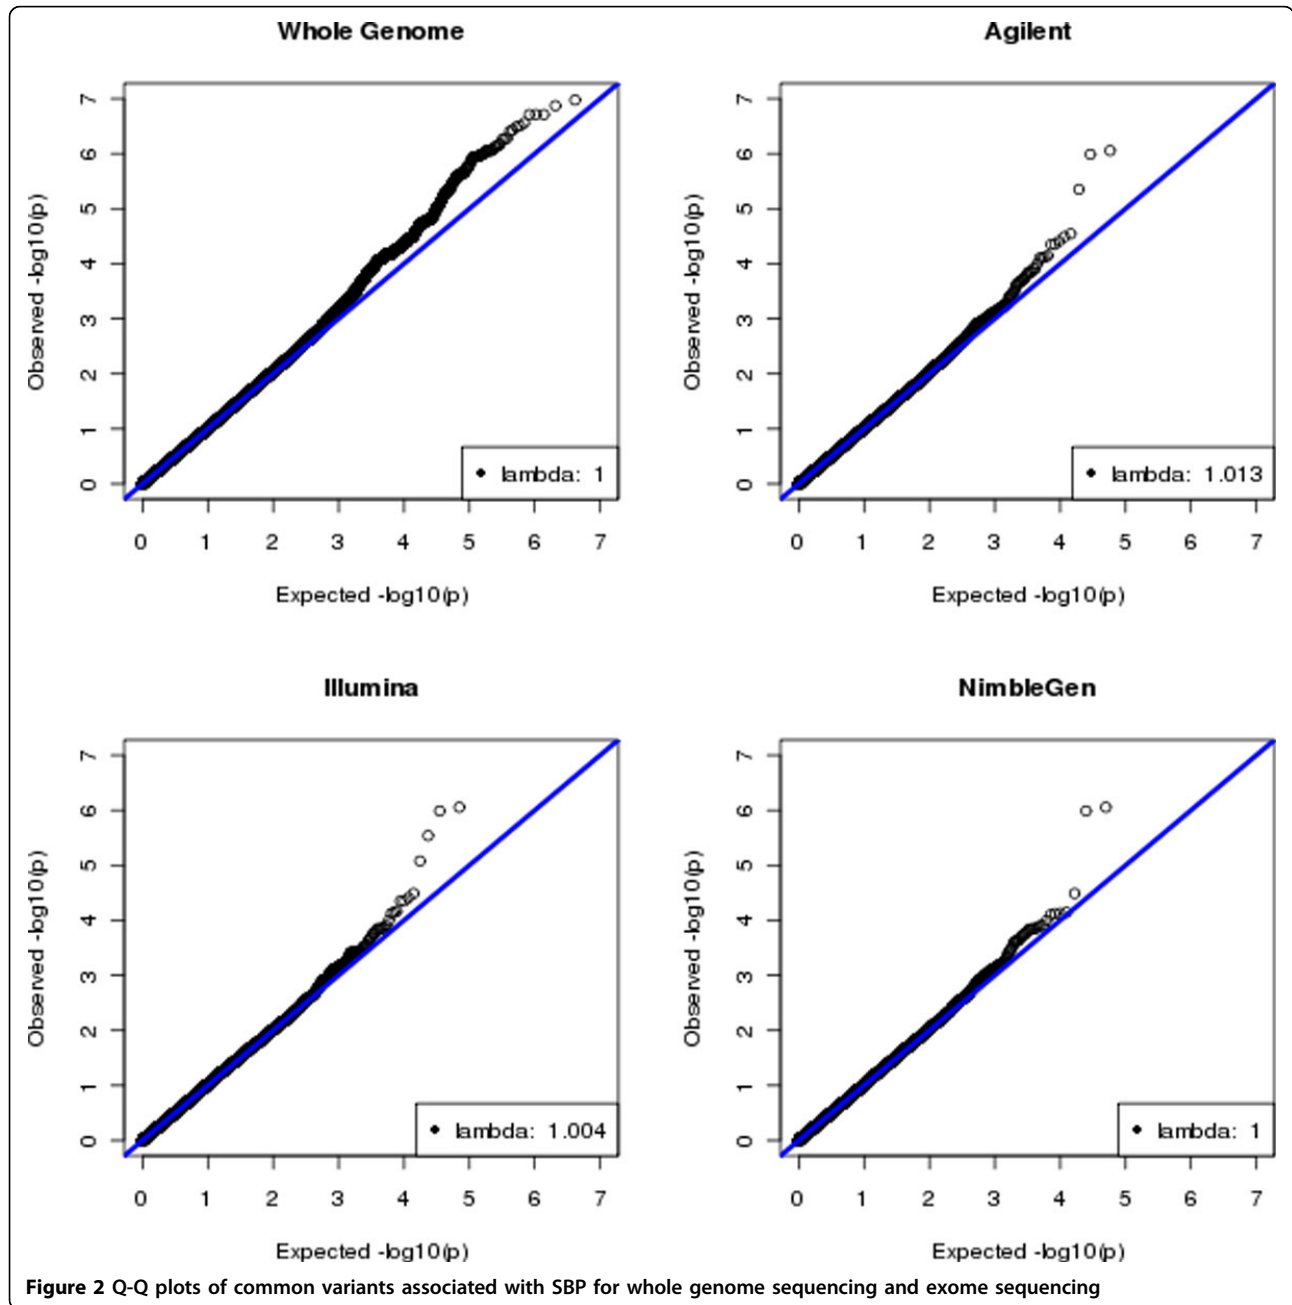 Whole Genome
Observed -log10(p)
7
6
5
4
3
2
1
0
lambda: 1
0 1 2 3 4 5 6 7
Expected -log10(p)
Agilent
Observed -log10(p)
7
6
5
4
3
2
1
0
lambda: 1.013
0 1 2 3 4 5 6 7
Expected -log10(p)
Illumina
Observed -log10(p)
7
6
5
4
3
2
1
0
lambda: 1.004
0 1 2 3 4 5 6 7
Expected -log10(p)
NimbleGen
Observed -log10(p)
7
6
5
4
3
2
1
0
lambda: 1
0 1 2 3 4 5 6 7
Expected -log10(p)
Figure 2 Q-Q plots of common variants associated with SBP for whole genome sequencing and exome sequencing